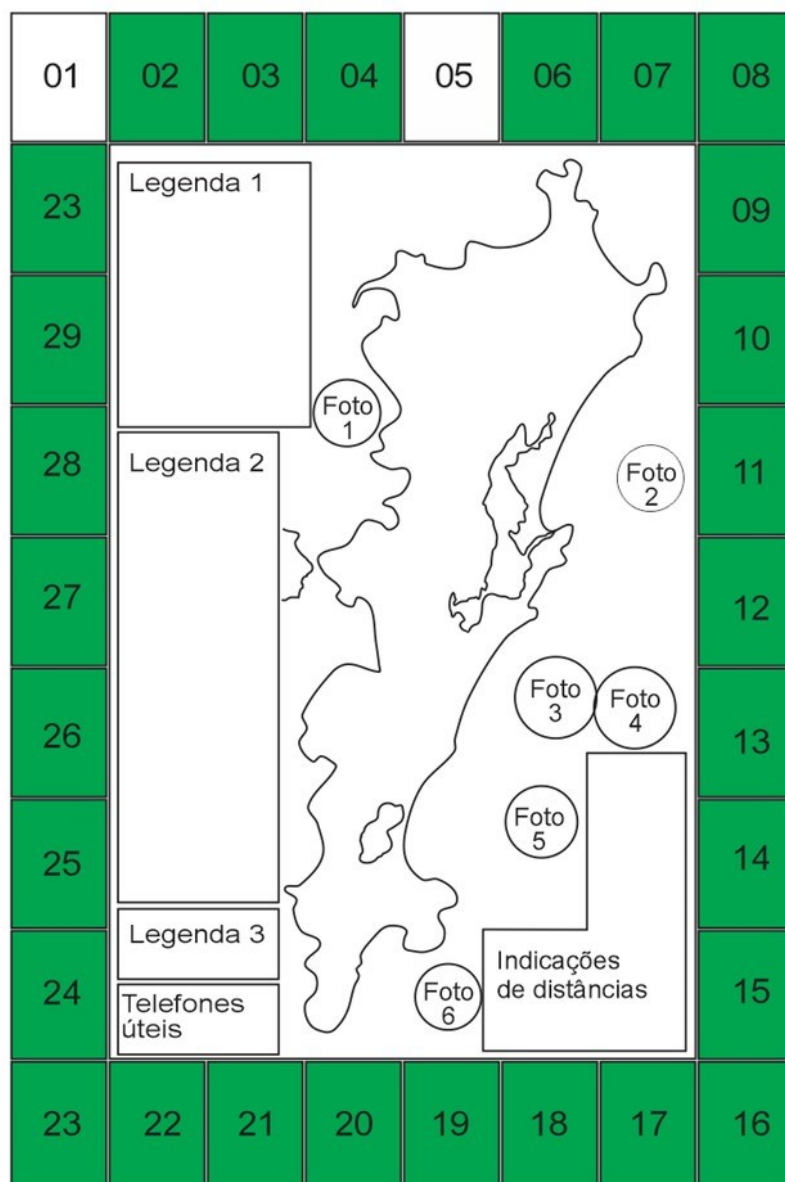 01 02 03 04 05 06 07 08
23
Legenda 1
09
29
10
Foto
1
28
Legenda 2
Foto
2
11
27
12
26
Foto
3
Foto
4
13
25
Foto
5
14
24
Legenda 3
Telefones
úteis
Foto
6
Indicações
de distâncias
15
23 22 21 20 19 18 17 16